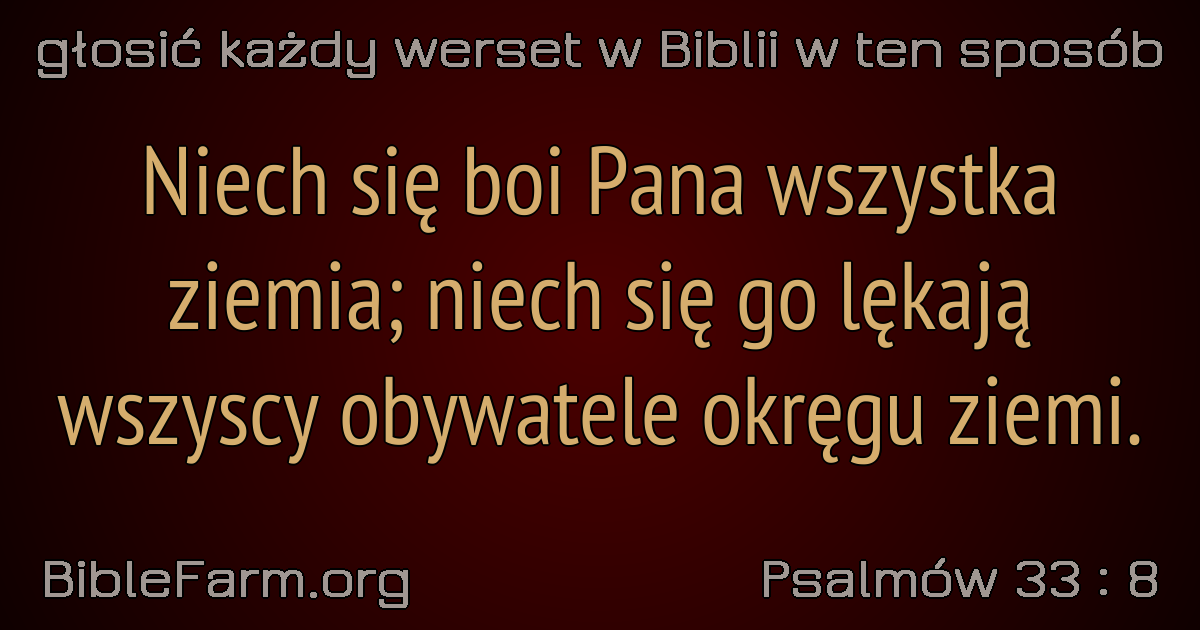 głosić każdy werset w Biblii w ten sposób
Niech się boi Pana wszystka
ziemia; niech się go lękają
wszyscy obywatele okręgu ziemi.
BibleFarm.org
Psalmów 33 : 8